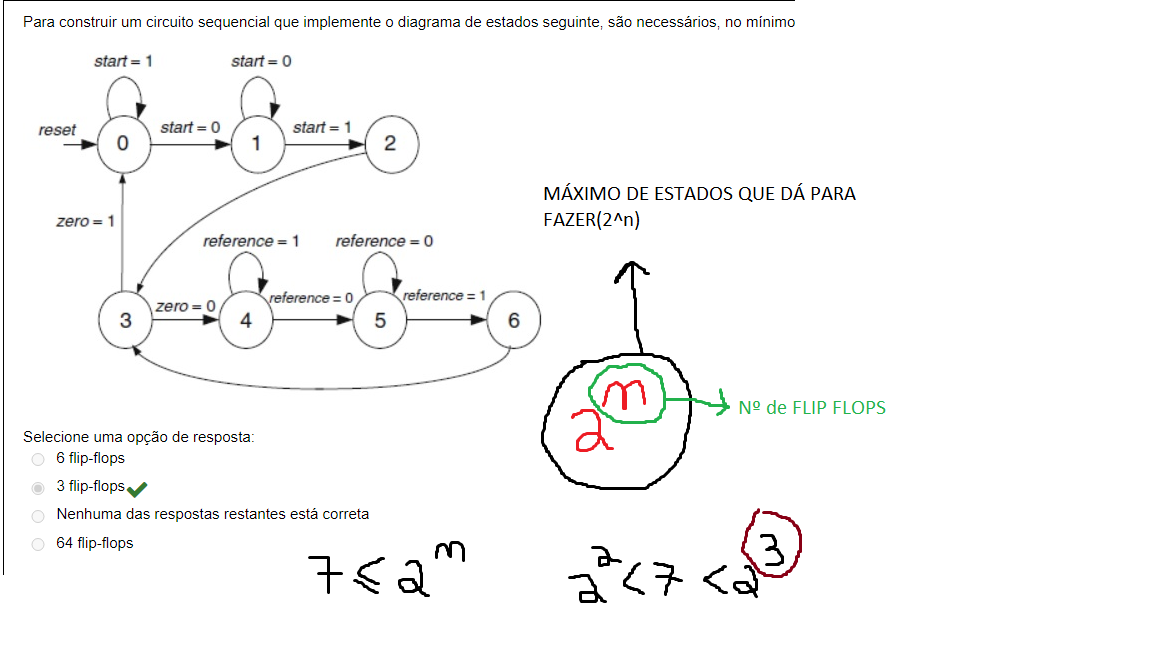 Para construir um circuito sequencial que implemente o diagrama de estados seguinte, são necessários, no mínimo
start = 1
start = 0
reset
0
start = 0
1
start = 1
2
MÁXIMO DE ESTADOS QUE DÁ PARA
FAZER(2^n)
zero = 1
reference = 1
reference = 0
3
zero = 0
4
reference = 0
5
reference = 1
6
2^m
Nº de FLIP FLOPS
Selecione uma opção de resposta:
6 flip-flops
3 flip-flops
Nenhuma das respostas restantes está correta
64 flip-flops
7 ≤ 2^m
2^2 < 7 < 2^3